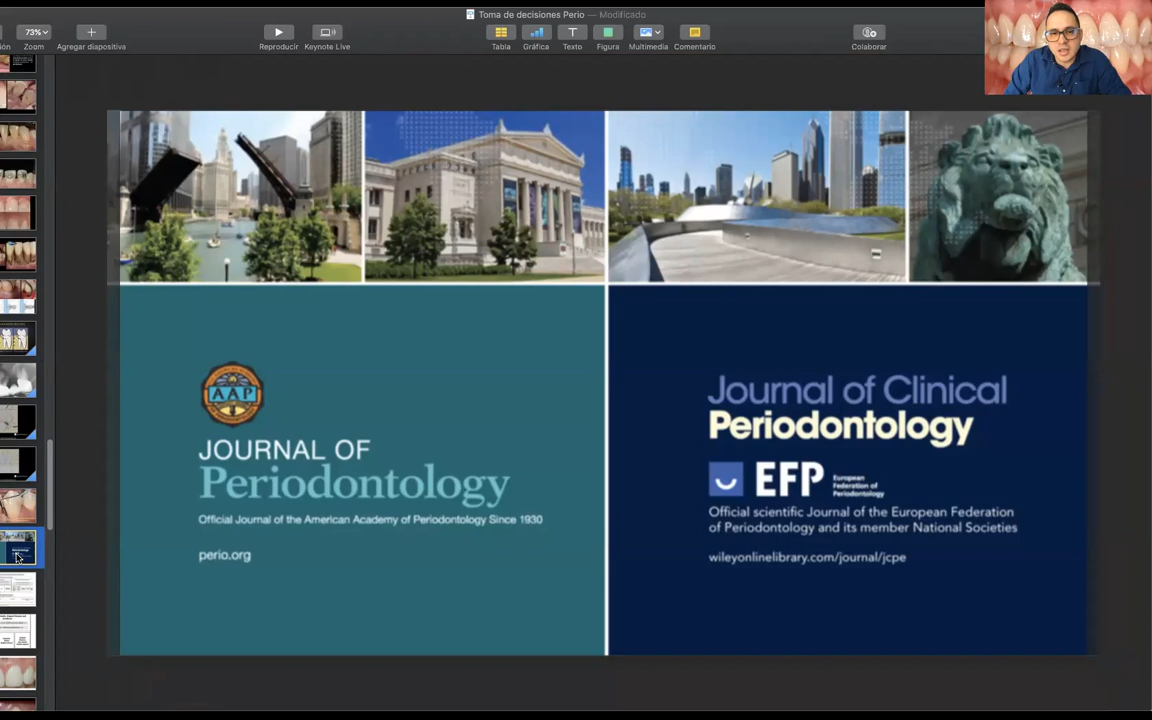 Toma de decisiones Perio — Modificado
73%
ión
Zoom
Agregar diapositiva
Reproducir
Keynote Live
Tabla
Gráfica
Texto
Figura
Multimedia
Comentario
Colaborar
AAP
JOURNAL OF
Periodontology
Official Journal of the American Academy of Periodontology Since 1930
perio.org
Journal of Clinical
Periodontology
EFP
European
Federation of
Periodontology
Official scientific Journal of the European Federation
of Periodontology and its member National Societies
wileyonlinelibrary.com/journal/jcpe